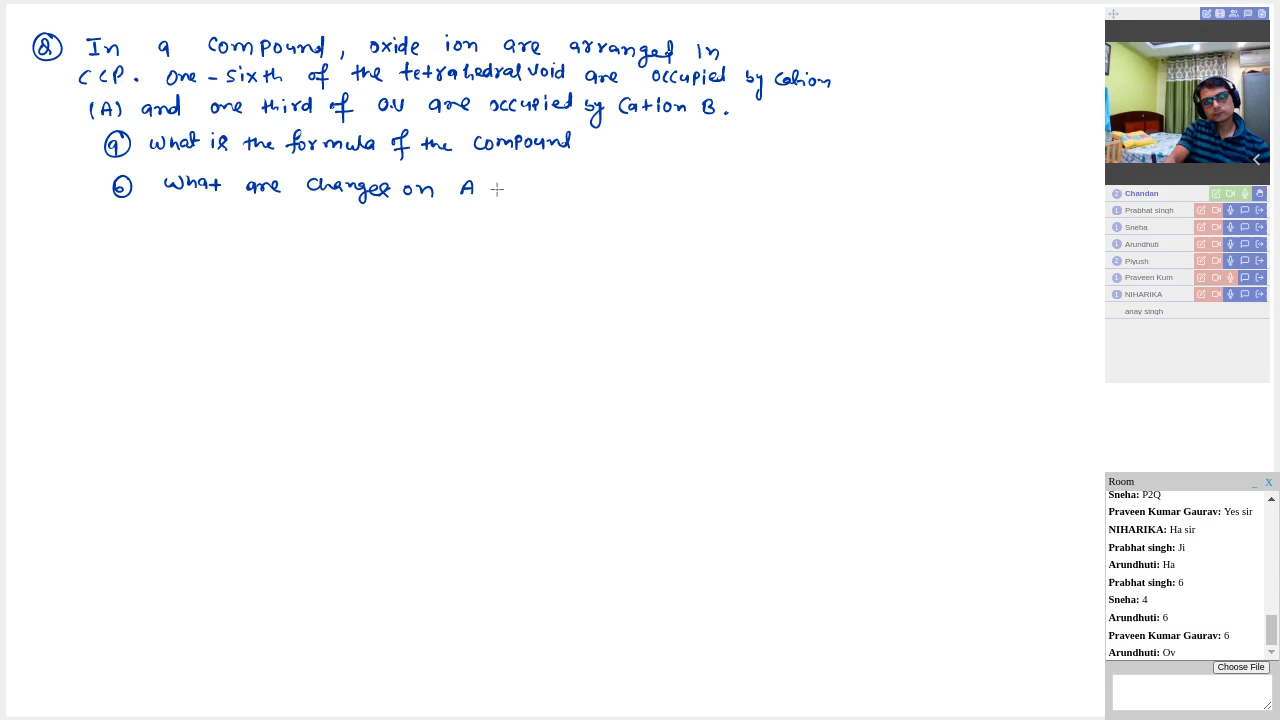 Q In a compound, oxide ion are arranged in
CCP. One-sixth of the tetrahedral void are occupied by cation
(A) and one third of OV are occupied by cation B.
a What is the formula of the compound
b What are changes on A
Chandan
Prabhat singh
Sneha
Arundhuti
Piyush
Praveen Kum
NIHARIKA
anay singh
Room _ X
Sneha: P2Q
Praveen Kumar Gaurav: Yes sir
NIHARIKA: Ha sir
Prabhat singh: Ji
Arundhuti: Ha
Prabhat singh: 6
Sneha: 4
Arundhuti: 6
Praveen Kumar Gaurav: 6
Arundhuti: Ov
Choose File